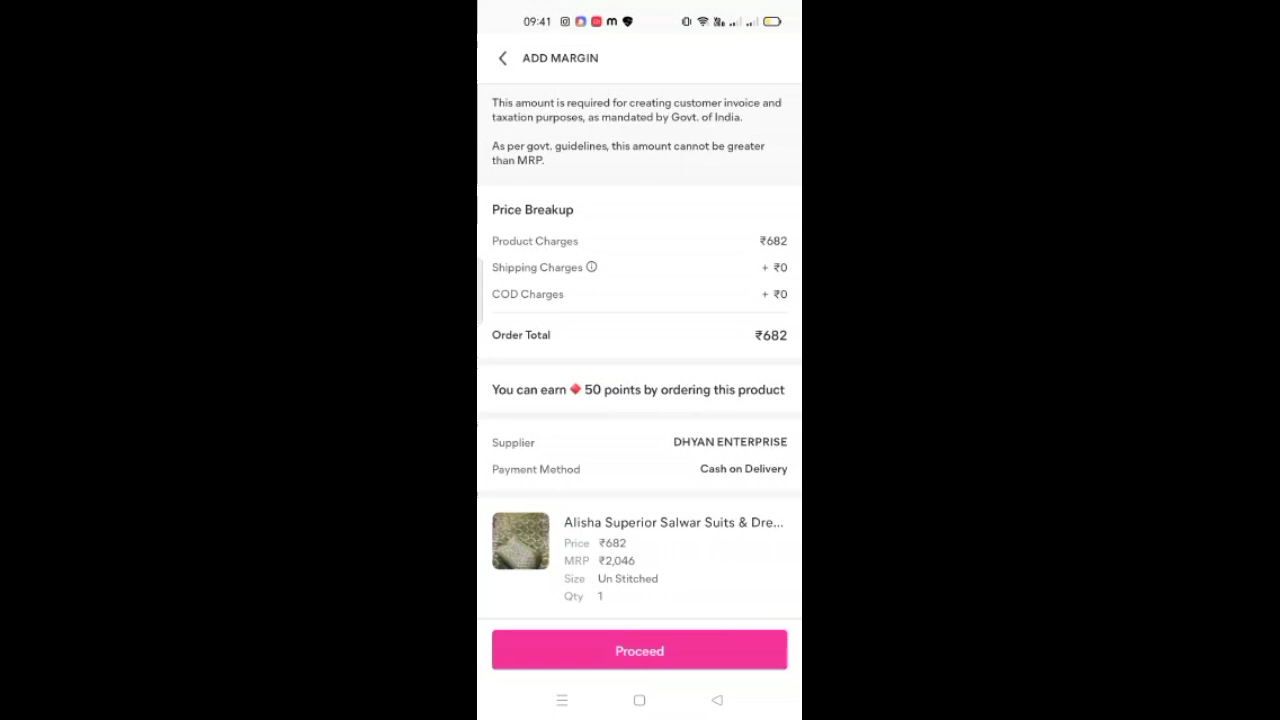 09:41
ADD MARGIN
This amount is required for creating customer invoice and
taxation purposes, as mandated by Govt. of India.
As per govt. guidelines, this amount cannot be greater
than MRP.
Price Breakup
Product Charges ₹682
Shipping Charges + ₹0
COD Charges + ₹0
Order Total ₹682
You can earn 50 points by ordering this product
Supplier DHYAN ENTERPRISE
Payment Method Cash on Delivery
Alisha Superior Salwar Suits & Dre...
Price ₹682
MRP ₹2,046
Size Un Stitched
Qty 1
Proceed